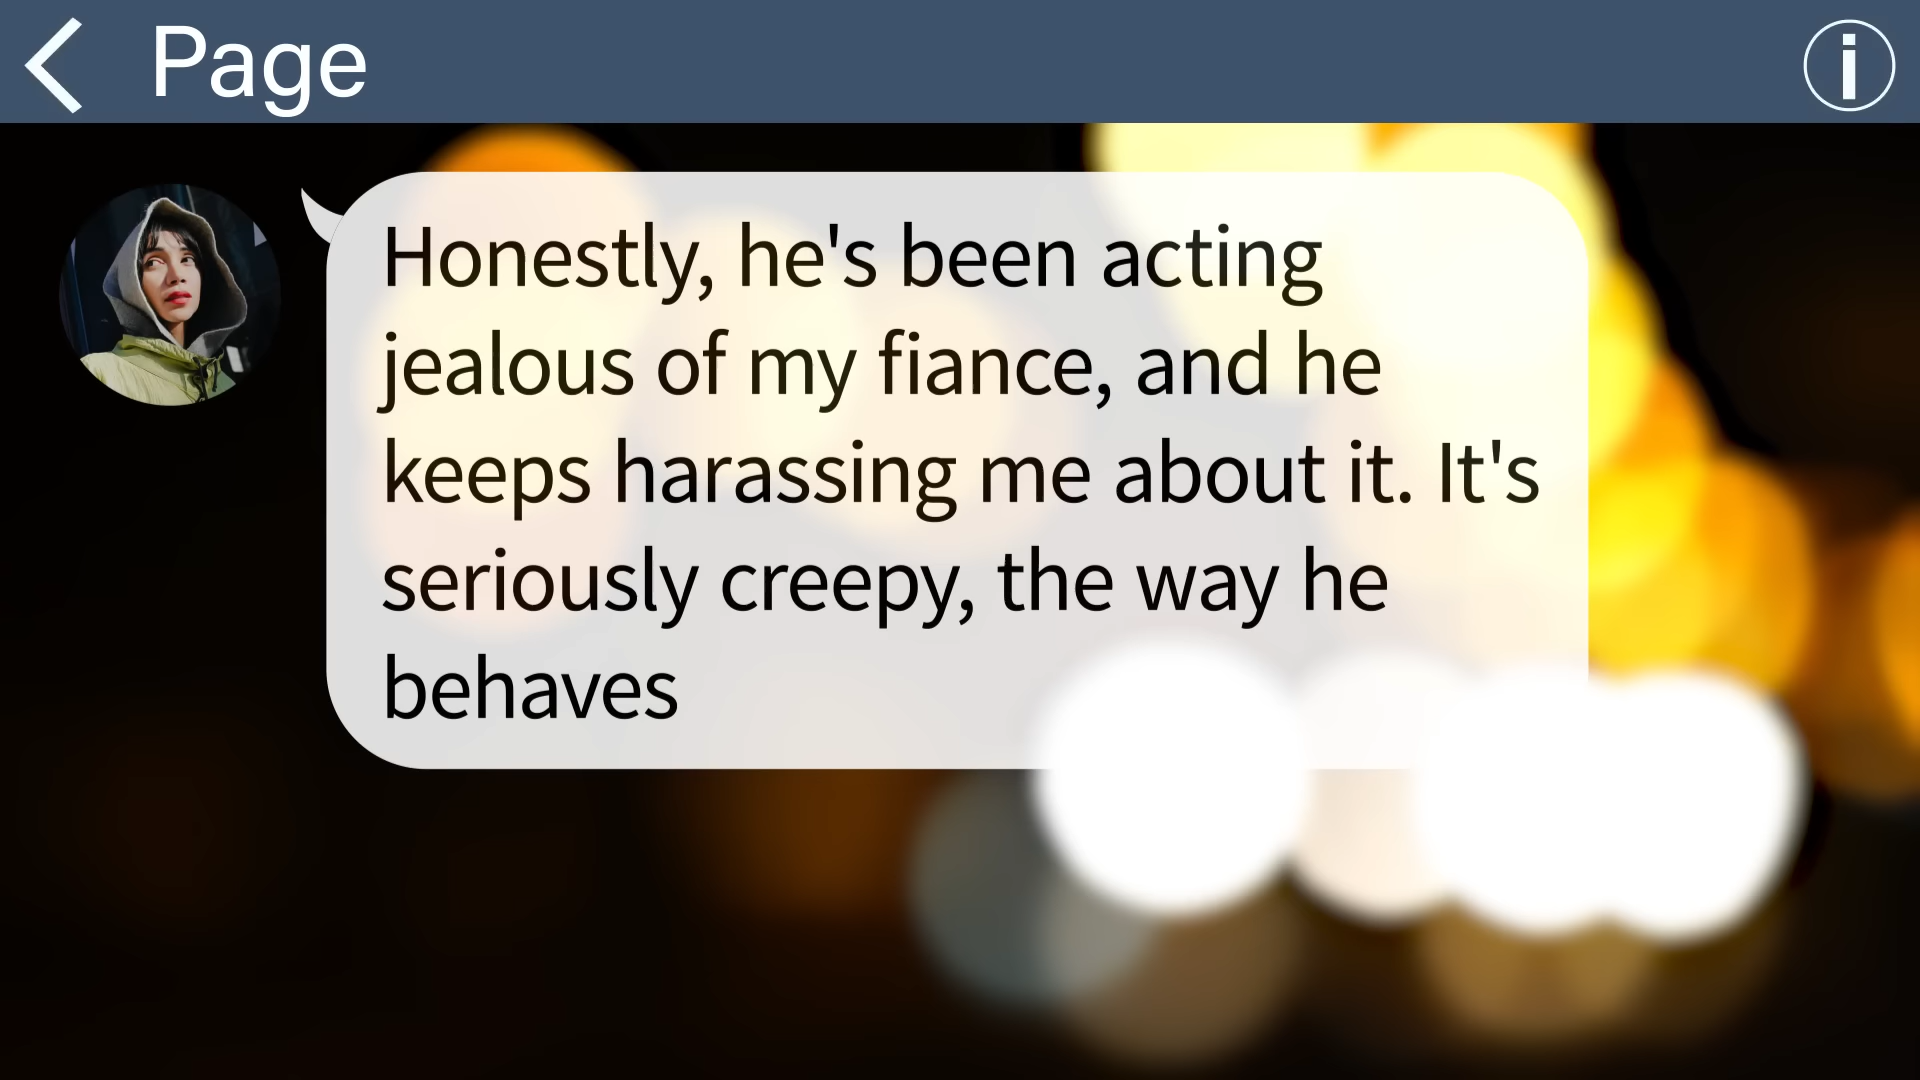 Page
Honestly, he's been acting
jealous of my fiance, and he
keeps harassing me about it. It's
seriously creepy, the way he
behaves